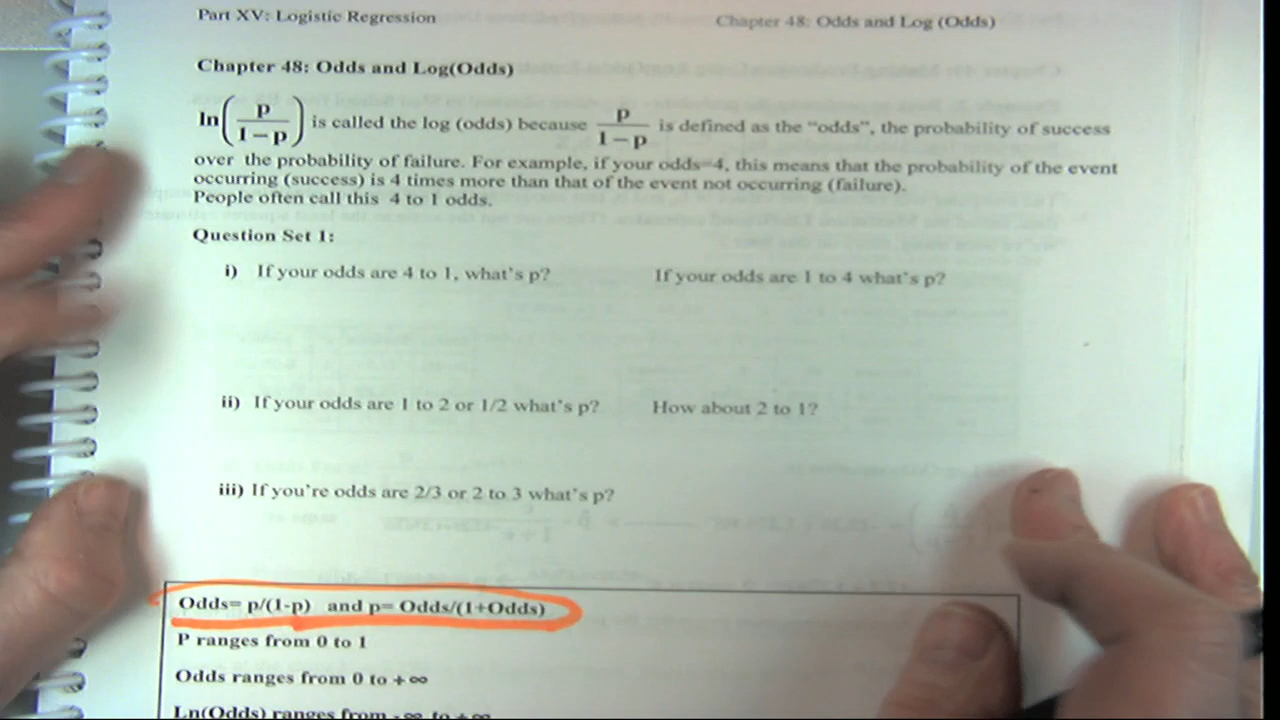 Part XV: Logistic Regression Chapter 48: Odds and Log (Odds)
Chapter 48: Odds and Log(Odds)
ln(p/(1−p)) is called the log (odds) because p/(1−p) is defined as the “odds”, the probability of success
over the probability of failure. For example, if your odds=4, this means that the probability of the event
occurring (success) is 4 times more than that of the event not occurring (failure).
People often call this 4 to 1 odds.
Question Set 1:
i) If your odds are 4 to 1, what's p? If your odds are 1 to 4 what's p?
ii) If your odds are 1 to 2 or 1/2 what's p? How about 2 to 1?
iii) If you're odds are 2/3 or 2 to 3 what's p?
Odds= p/(1-p) and p= Odds/(1+Odds)
P ranges from 0 to 1
Odds ranges from 0 to +∞
Ln(Odds) ranges from -∞ to +∞